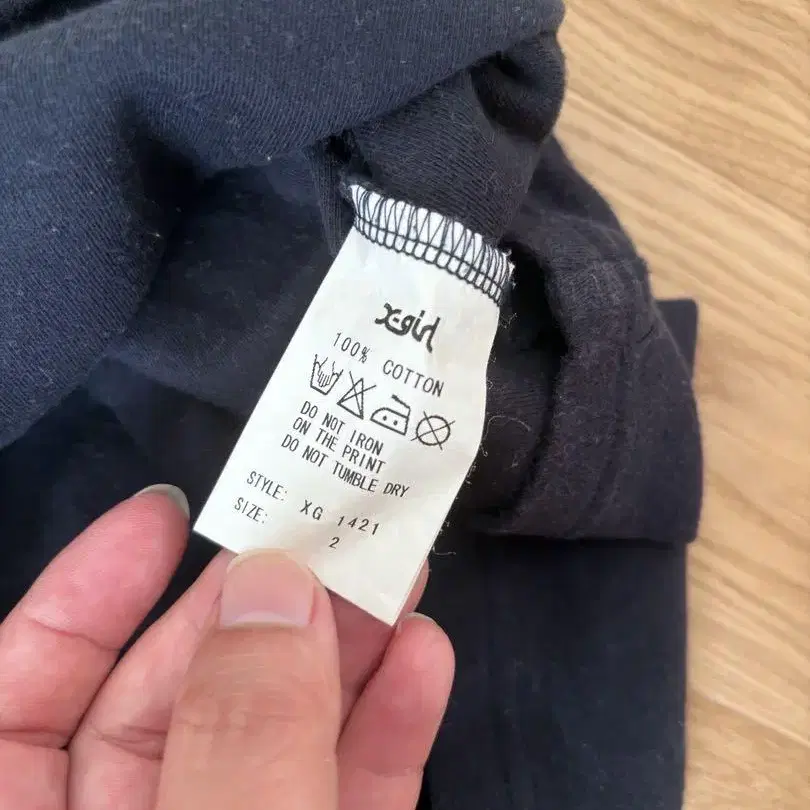 x-girl
100% COTTON
DO NOT IRON
ON THE PRINT
DO NOT TUMBLE DRY
STYLE: XG 1421
SIZE: 2